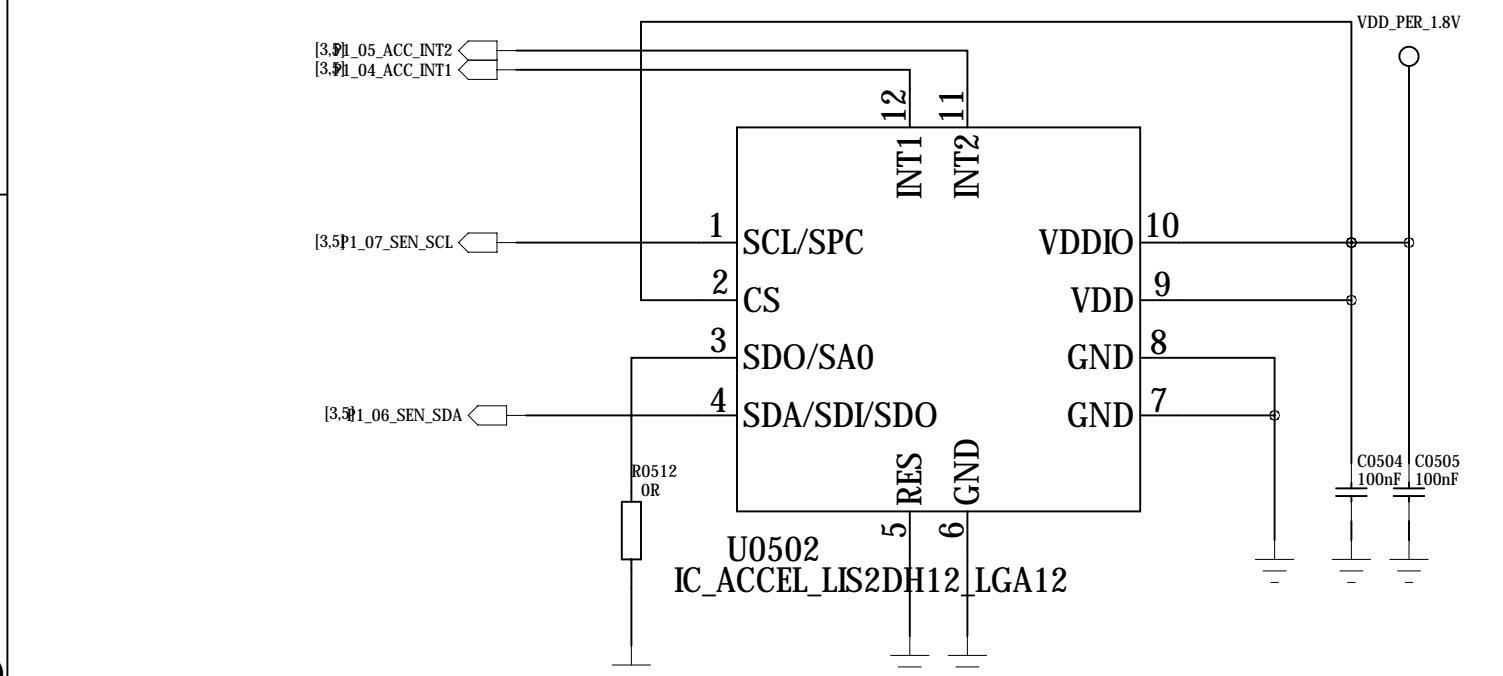 VDD_PER_1.8V
[3,5]P1_05_ACC_INT2
[3,5]P1_04_ACC_INT1
12
11
INT1
INT2
[3,5]P1_07_SEN_SCL
1
SCL/SPC
VDDIO
10
2
CS
VDD
9
3
SDO/SA0
GND
8
[3,5]P1_06_SEN_SDA
4
SDA/SDI/SDO
GND
7
R0512
0R
RES
GND
C0504
100nF
C0505
100nF
5
6
U0502
IC_ACCEL_LIS2DH12_LGA12